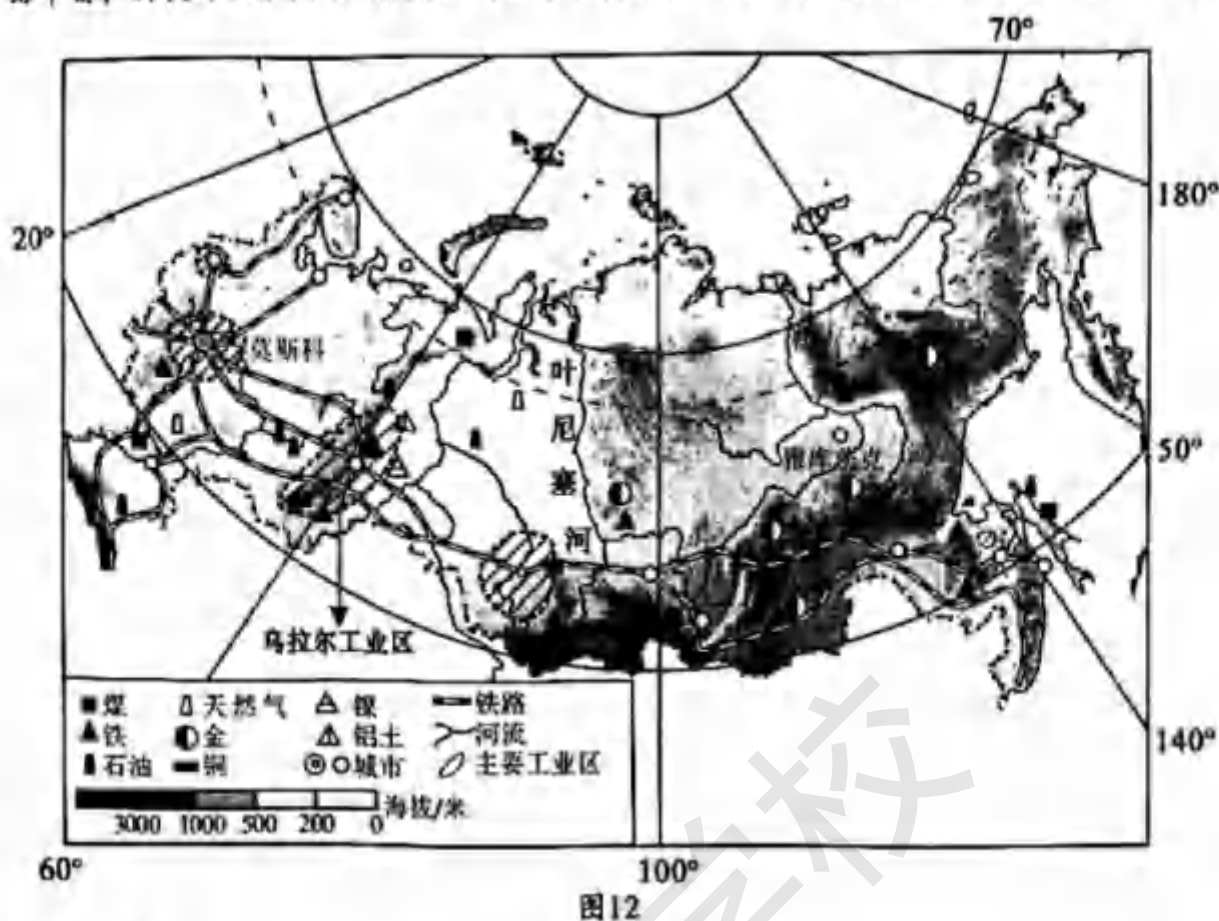 70°
180°
20°
莫斯科
叶
尼
塞
河
雅库茨克
50°
乌拉尔工业区
煤 天然气 镍 铁路
铁 金 铝土 河流
石油 铜 城市 主要工业区
3000 1000 500 200 0 海拔/米
140°
60°
100°
图12
学校